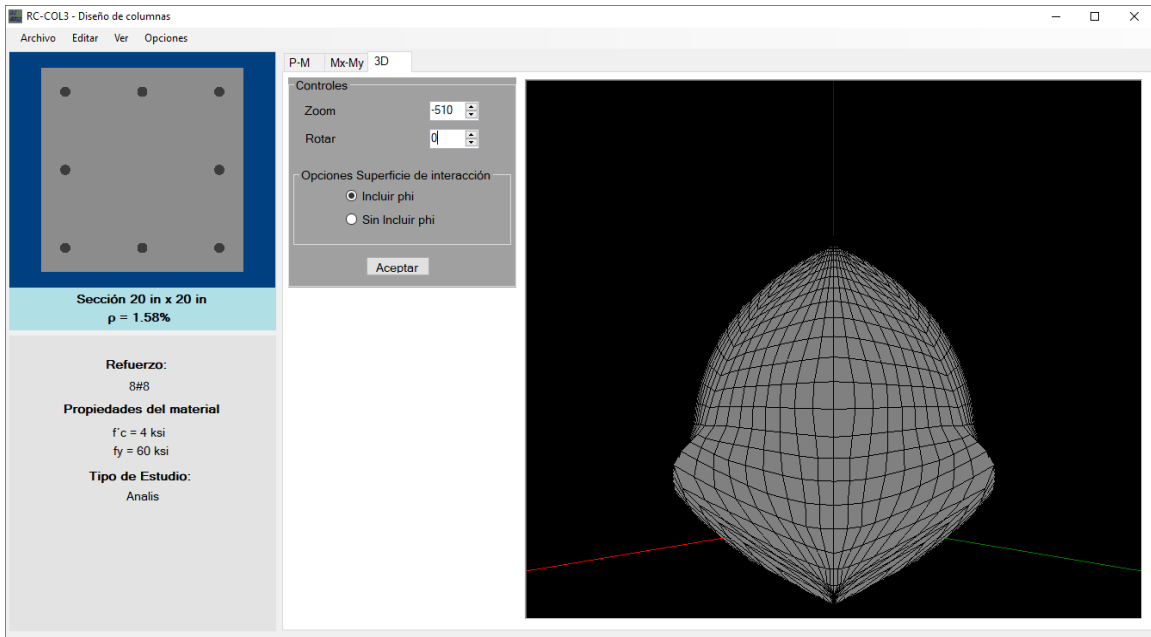 RC-COL3 - Diseño de columnas
Archivo Editar Ver Opciones
P-M Mx-My 3D
Controles
Zoom -510
Rotar 0
Opciones Superficie de interacción
Incluir phi
Sin Incluir phi
Aceptar
Sección 20 in x 20 in
ρ = 1.58%
Refuerzo:
8#8
Propiedades del material
f´c = 4 ksi
fy = 60 ksi
Tipo de Estudio:
Analis